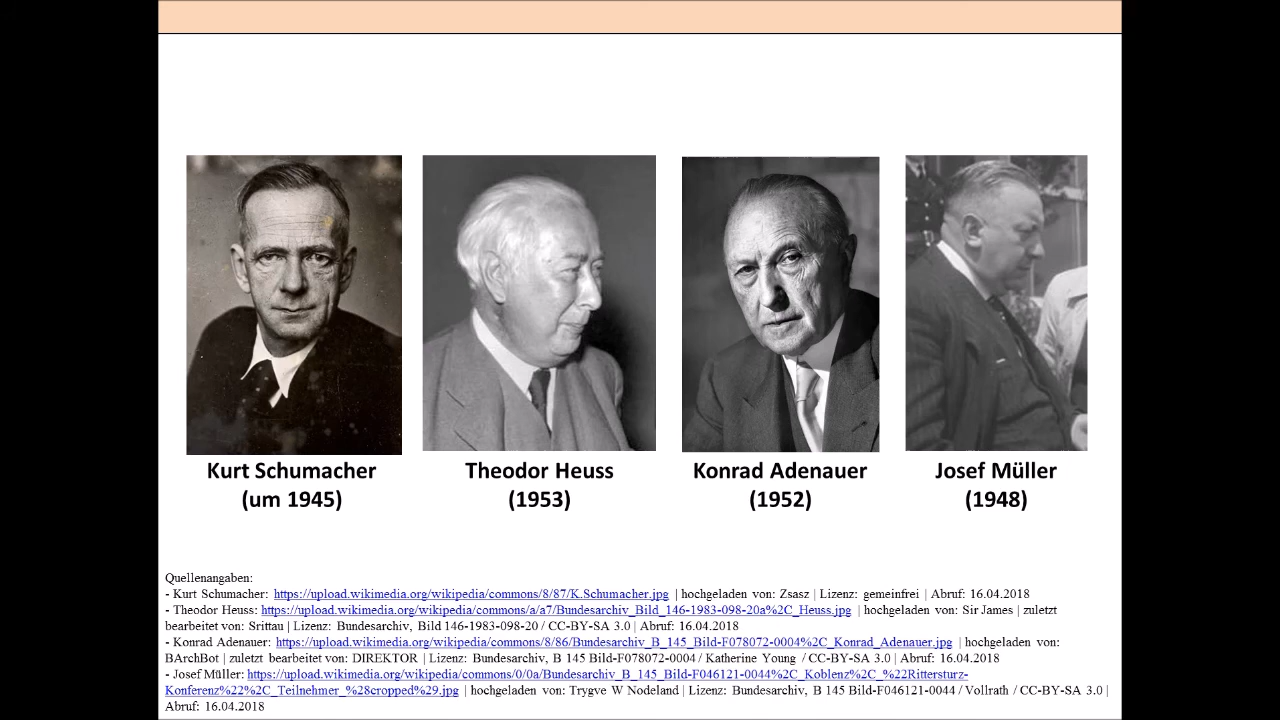 Kurt Schumacher
(um 1945)
Theodor Heuss
(1953)
Konrad Adenauer
(1952)
Josef Müller
(1948)
Quellenangaben:
- Kurt Schumacher: https://upload.wikimedia.org/wikipedia/commons/8/87/K.Schumacher.jpg | hochgeladen von: Zsasz | Lizenz: gemeinfrei | Abruf: 16.04.2018
- Theodor Heuss: https://upload.wikimedia.org/wikipedia/commons/a/a7/Bundesarchiv_Bild_146-1983-098-20a%2C_Heuss.jpg | hochgeladen von: Sir James | zuletzt
bearbeitet von: Srittau | Lizenz: Bundesarchiv, Bild 146-1983-098-20 / CC-BY-SA 3.0 | Abruf: 16.04.2018
- Konrad Adenauer: https://upload.wikimedia.org/wikipedia/commons/8/86/Bundesarchiv_B_145_Bild-F078072-0004%2C_Konrad_Adenauer.jpg | hochgeladen von:
BArchBot | zuletzt bearbeitet von: DIREKTOR | Lizenz: Bundesarchiv, B 145 Bild-F078072-0004 / Katherine Young / CC-BY-SA 3.0 | Abruf: 16.04.2018
- Josef Müller: https://upload.wikimedia.org/wikipedia/commons/0/0a/Bundesarchiv_B_145_Bild-F046121-0044%2C_Koblenz%2C_%22Rittersturz-
Konferenz%22%2C_Teilnehmer_%28cropped%29.jpg | hochgeladen von: Trygve W Nodeland | Lizenz: Bundesarchiv, B 145 Bild-F046121-0044 / Vollrath / CC-BY-SA 3.0 |
Abruf: 16.04.2018